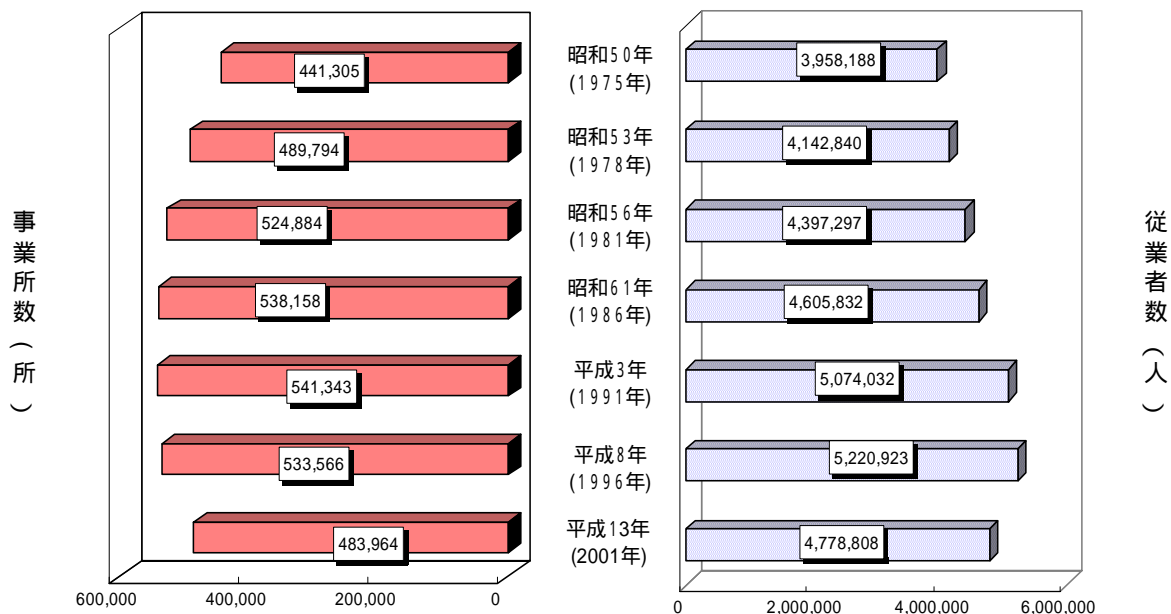 事業所数(所)
441,305
489,794
524,884
538,158
541,343
533,566
483,964
600,000
400,000
200,000
0
昭和50年
(1975年)
昭和53年
(1978年)
昭和56年
(1981年)
昭和61年
(1986年)
平成3年
(1991年)
平成8年
(1996年)
平成13年
(2001年)
3,958,188
4,142,840
4,397,297
4,605,832
5,074,032
5,220,923
4,778,808
0
2,000,000
4,000,000
6,000,000
従業者数(人)